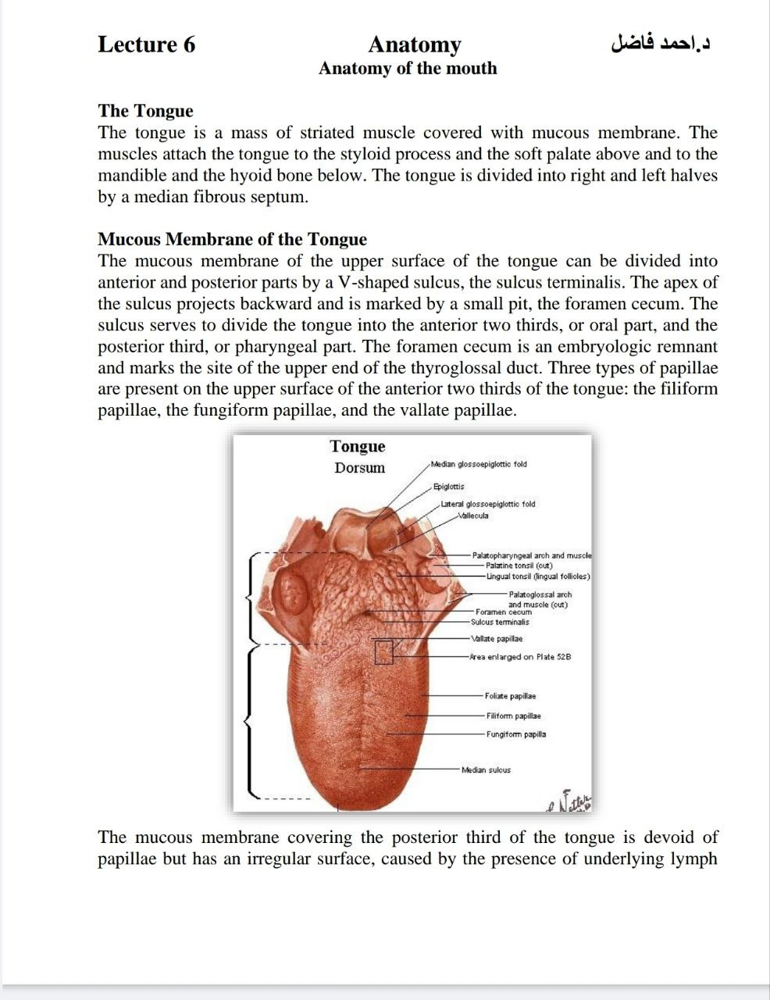 Lecture 6 Anatomy د.احمد فاضل
Anatomy of the mouth
The Tongue
The tongue is a mass of striated muscle covered with mucous membrane. The
muscles attach the tongue to the styloid process and the soft palate above and to the
mandible and the hyoid bone below. The tongue is divided into right and left halves
by a median fibrous septum.
Mucous Membrane of the Tongue
The mucous membrane of the upper surface of the tongue can be divided into
anterior and posterior parts by a V-shaped sulcus, the sulcus terminalis. The apex of
the sulcus projects backward and is marked by a small pit, the foramen cecum. The
sulcus serves to divide the tongue into the anterior two thirds, or oral part, and the
posterior third, or pharyngeal part. The foramen cecum is an embryologic remnant
and marks the site of the upper end of the thyroglossal duct. Three types of papillae
are present on the upper surface of the anterior two thirds of the tongue: the filiform
papillae, the fungiform papillae, and the vallate papillae.
Tongue
Dorsum
Median glossoepiglottic fold
Epiglottis
Lateral glossoepiglottic fold
Vallecula
Palatopharyngeal arch and muscle
Palatine tonsil (cut)
Lingual tonsil (lingual follicles)
Palatoglossal arch
and muscle (cut)
Foramen cecum
Sulcus terminalis
Vallate papillae
Area enlarged on Plate 52B
Foliate papillae
Filiform papillae
Fungiform papilla
Median sulcus
F Netter
M.D
The mucous membrane covering the posterior third of the tongue is devoid of
papillae but has an irregular surface, caused by the presence of underlying lymph